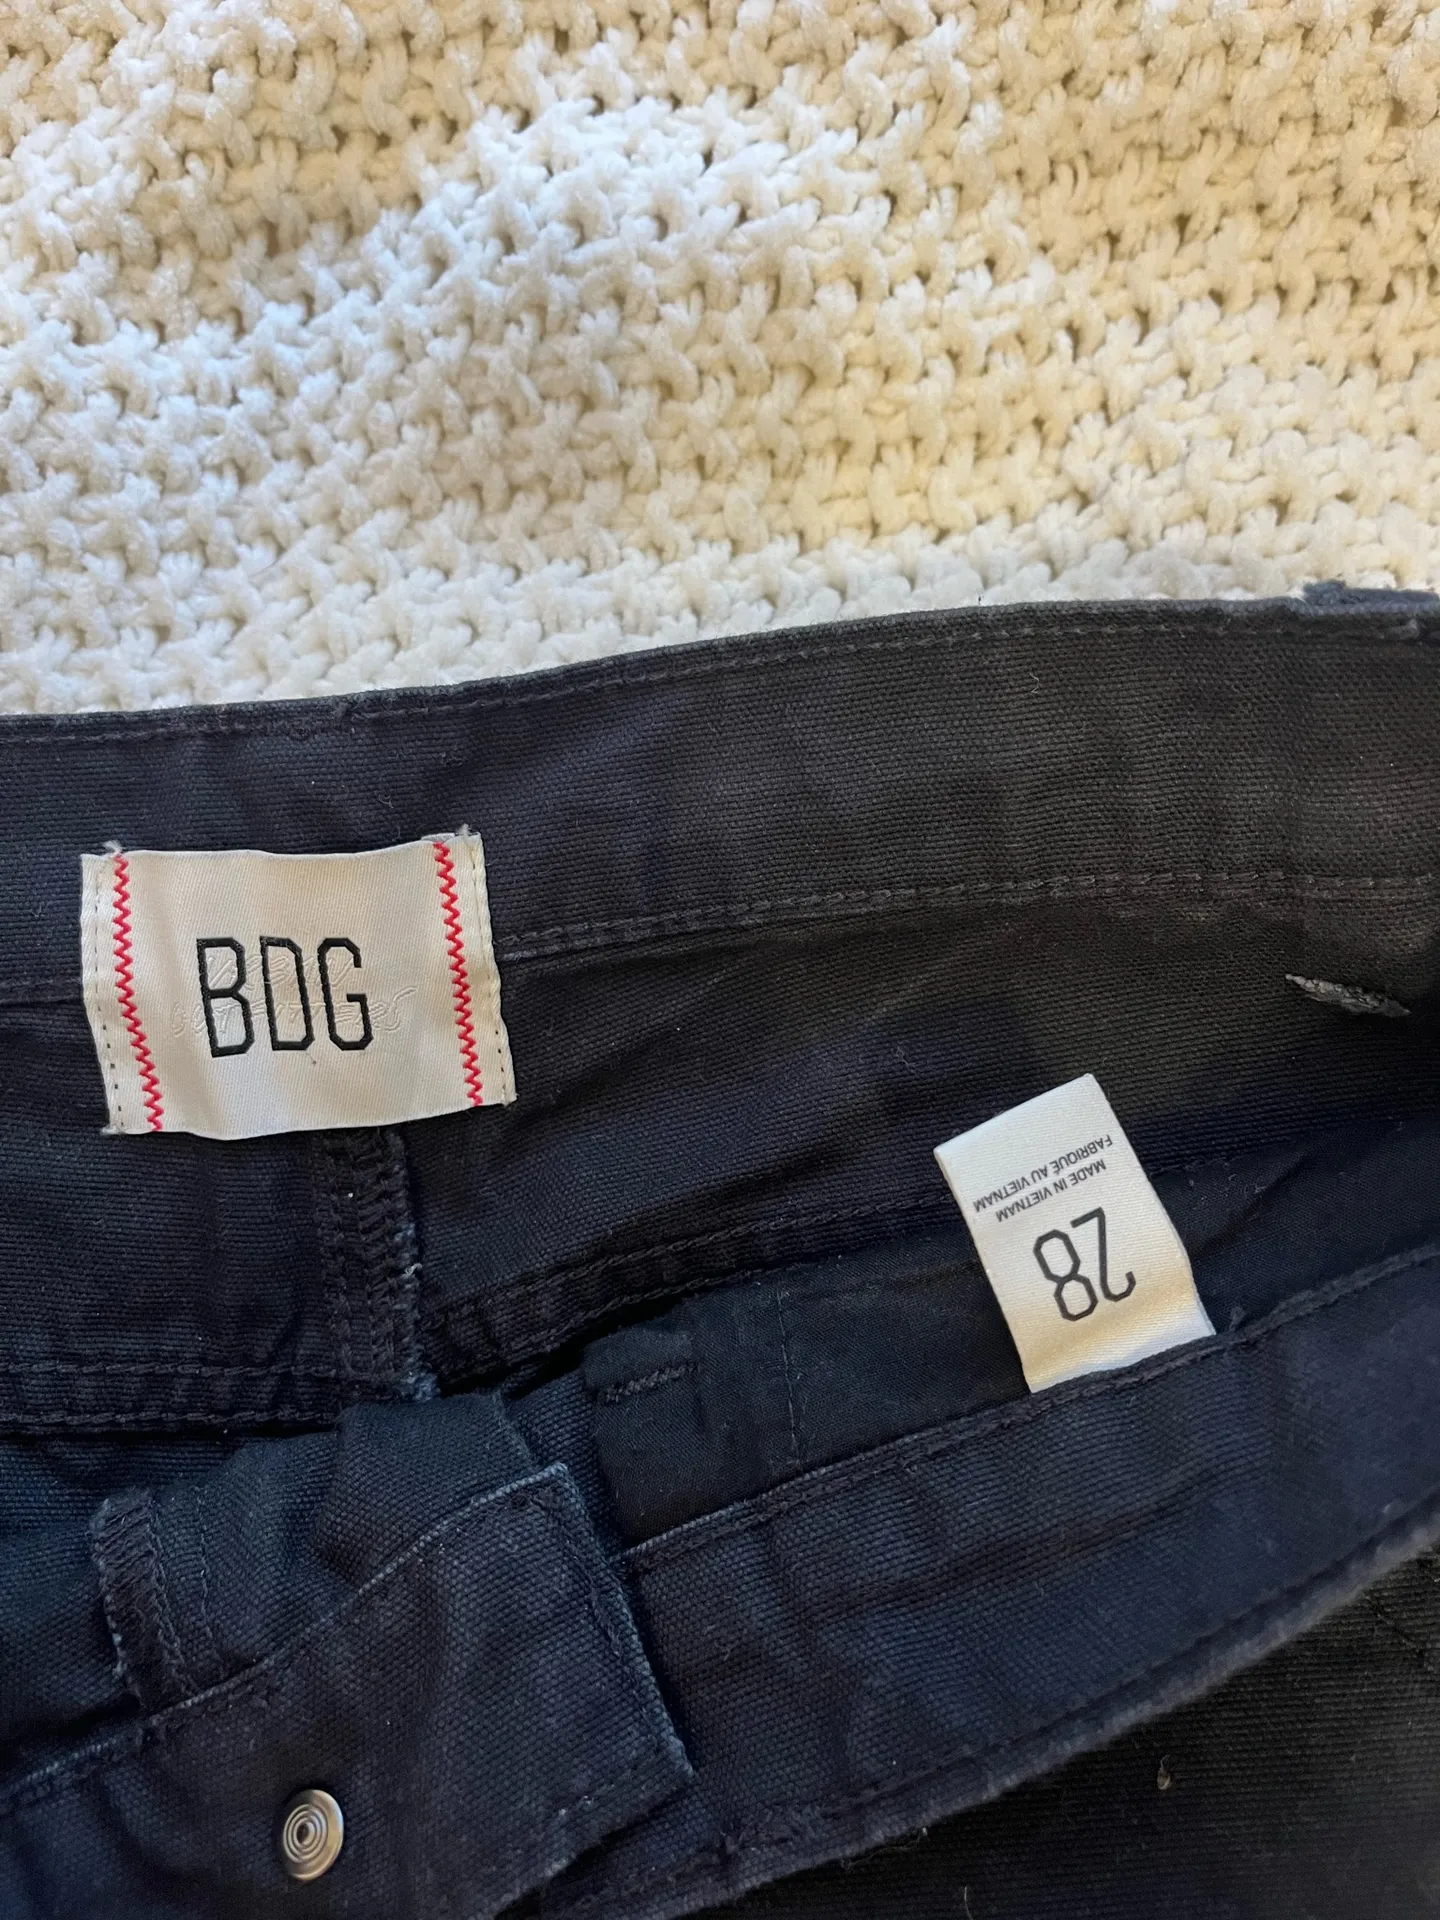 BDG
28
MADE IN VIETNAM
FABRIQUÉ AU VIETNAM